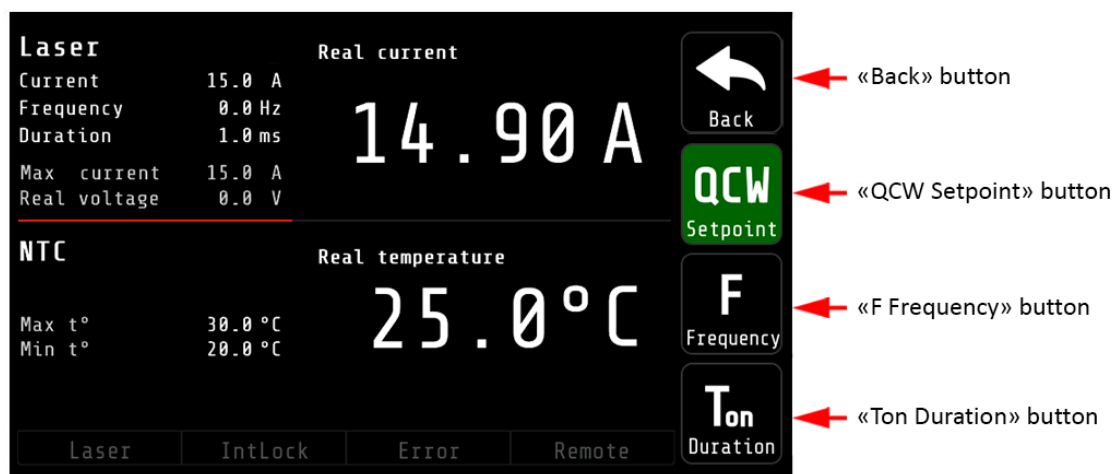 Laser
Current 15.0 A
Frequency 0.0 Hz
Duration 1.0 ms
Max current 15.0 A
Real voltage 0.0 V
Real current
14.90 A
NTC
Max t° 30.0 °C
Min t° 20.0 °C
Real temperature
25.0°C
Laser IntLock Error Remote
Back
QCW
Setpoint
F
Frequency
Ton
Duration
«Back» button
«QCW Setpoint» button
«F Frequency» button
«Ton Duration» button